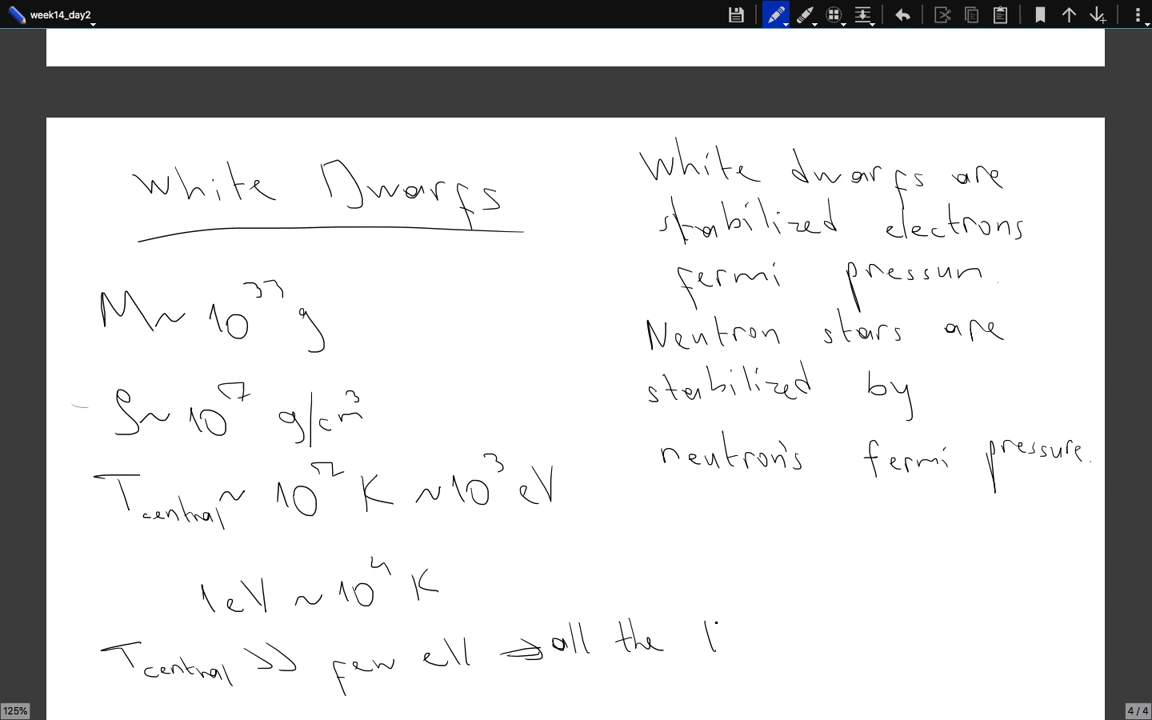 week14_day2
White Dwarfs
M ~ 10^33 g
ρ ~ 10^7 g/cm^3
T_central ~ 10^7 K ~ 10^3 eV
1eV ~ 10^4 K
T_central >> few eV ⇒ all the
White dwarfs are
stabilized electrons
fermi pressur
Neutron stars are
stabilized by
neutron's fermi pressure.
125%
4 / 4